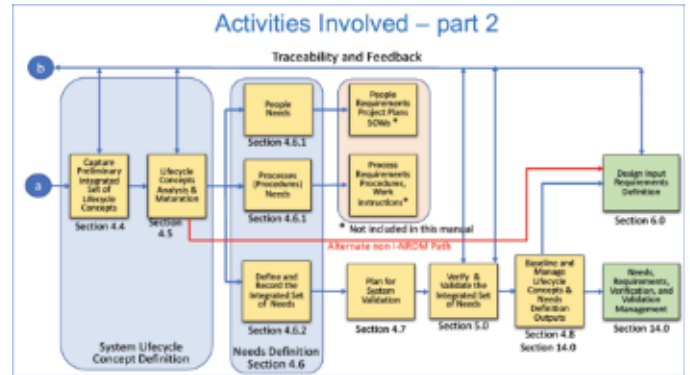 Activities Involved – part 2
Traceability and Feedback
b
a
Capture
Preliminary
Integrated
Set of
Lifecycle
Concepts
Section 4.4
Lifecycle
Concepts
Analysis &
Maturation
Section
4.5
System Lifecycle
Concept Definition
People
Needs
Section 4.6.1
Processes
(Procedures)
Needs
Section 4.6.1
Define and
Record the
Integrated Set
of Needs
Section 4.6.2
Needs Definition
Section 4.6
People
Requirements
Project Plans
SOWs *
Process
Requirements
Procedures,
Work
instructions*
* Not included in this manual
Alternate non I-NRDM Path
Plan for
System
Validation
Section 4.7
Verify &
Validate the
Integrated Set
of Needs
Section 5.0
Baseline and
Manage
Lifecycle
Concepts &
Needs
Definition
Outputs
Section 4.8
Section 14.0
Design Input
Requirements
Definition
Section 6.0
Needs,
Requirements,
Verification, and
Validation
Management
Section 14.0